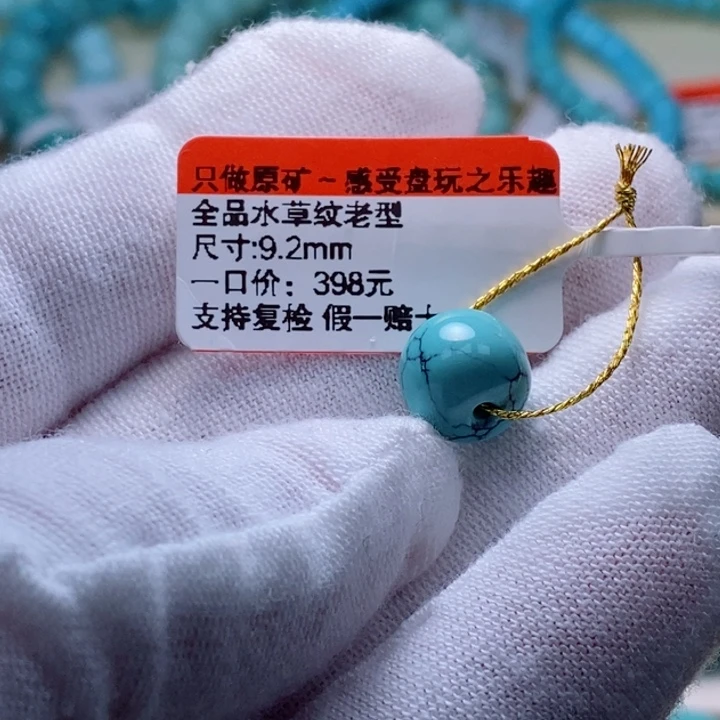 只做原矿~感受盘玩之乐趣
全品水草纹老型
尺寸:9.2mm
一口价：398元
支持复检 假一赔